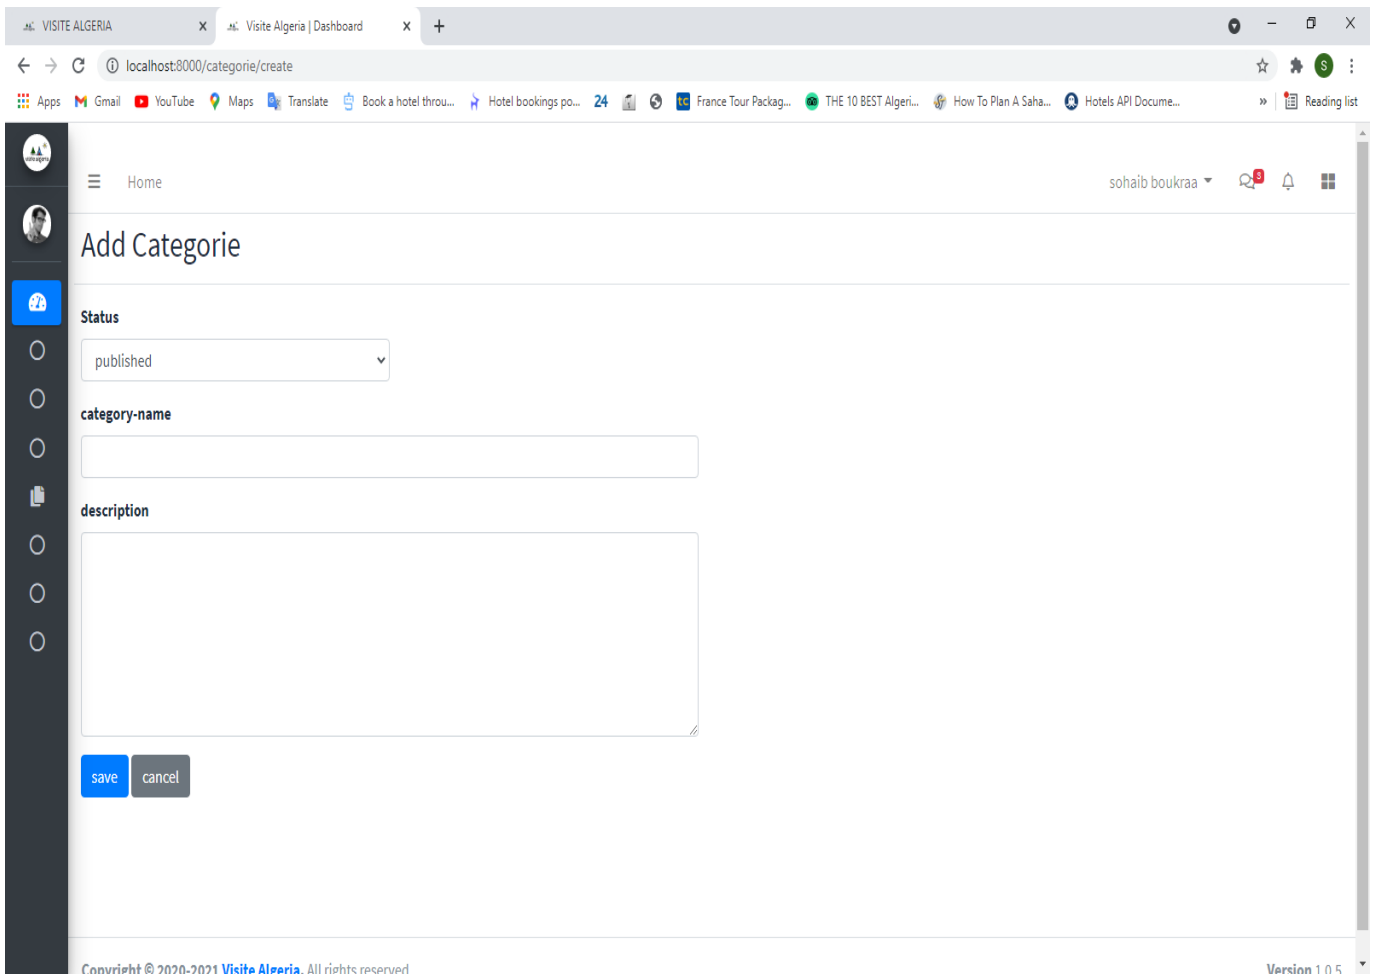 VISITE ALGERIA
Visite Algeria | Dashboard
localhost:8000/categorie/create
S
Apps Gmail YouTube Maps Translate Book a hotel throu... Hotel bookings po... 24 tc France Tour Packag... THE 10 BEST Algeri... How To Plan A Saha... Hotels API Docume... » Reading list
Home sohaib boukraa 3
Add Categorie
Status
published
category-name
description
save cancel
Copyright © 2020-2021 Visite Algeria. All rights reserved
Version 1.0.5